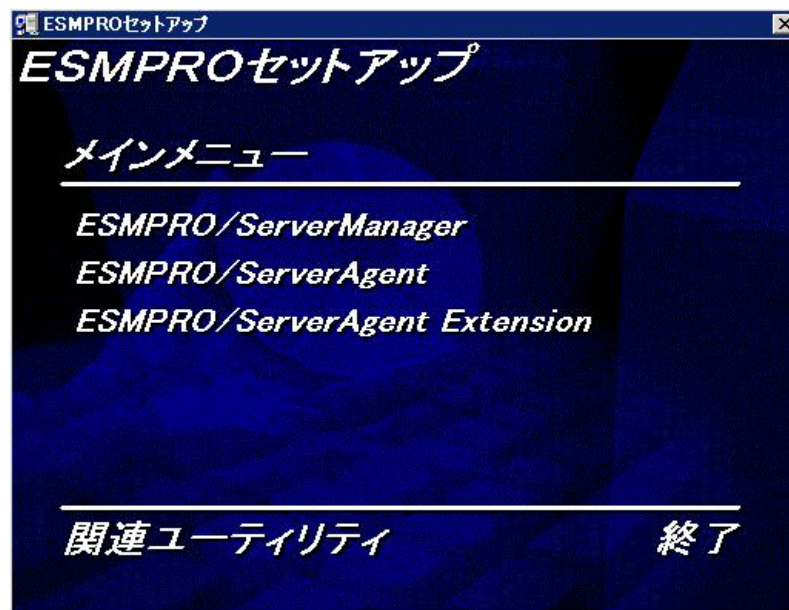 ESMPROセットアップ
ESMPROセットアップ
メインメニュー
ESMPRO/ServerManager
ESMPRO/ServerAgent
ESMPRO/ServerAgent Extension
関連ユーティリティ 終了